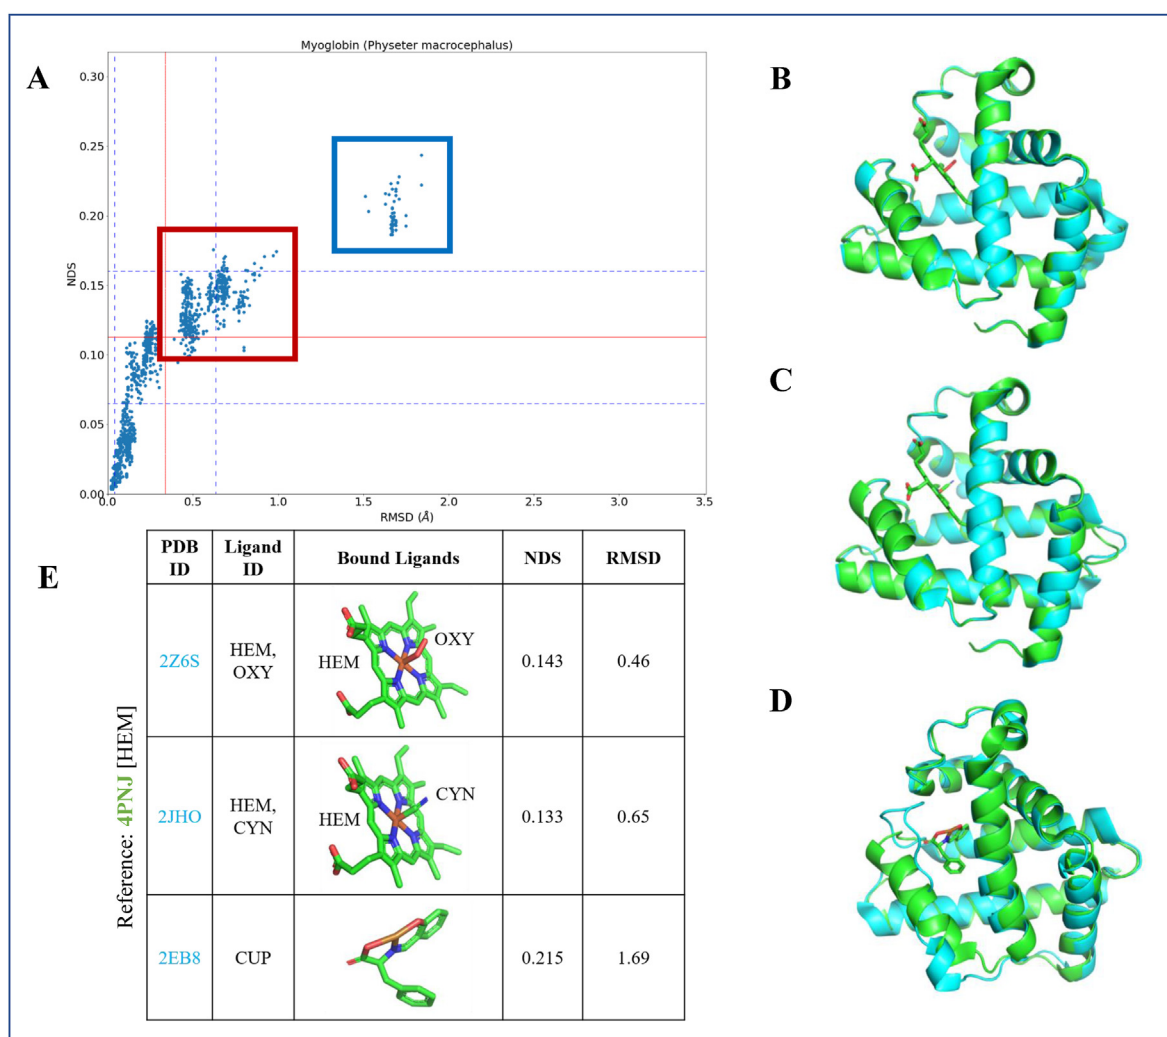 A
Myoglobin (Physeter macrocephalus)
NDS
0.30
0.25
0.20
0.15
0.10
0.05
0.00
0.0
0.5
1.0
1.5
2.0
2.5
3.0
3.5
RMSD (Å)
B
C
D
E
Reference: 4PNJ [HEM]
PDB ID
Ligand ID
Bound Ligands
NDS
RMSD
2Z6S
HEM,
OXY
HEM
OXY
0.143
0.46
2JHO
HEM,
CYN
HEM
CYN
0.133
0.65
2EB8
CUP
0.215
1.69